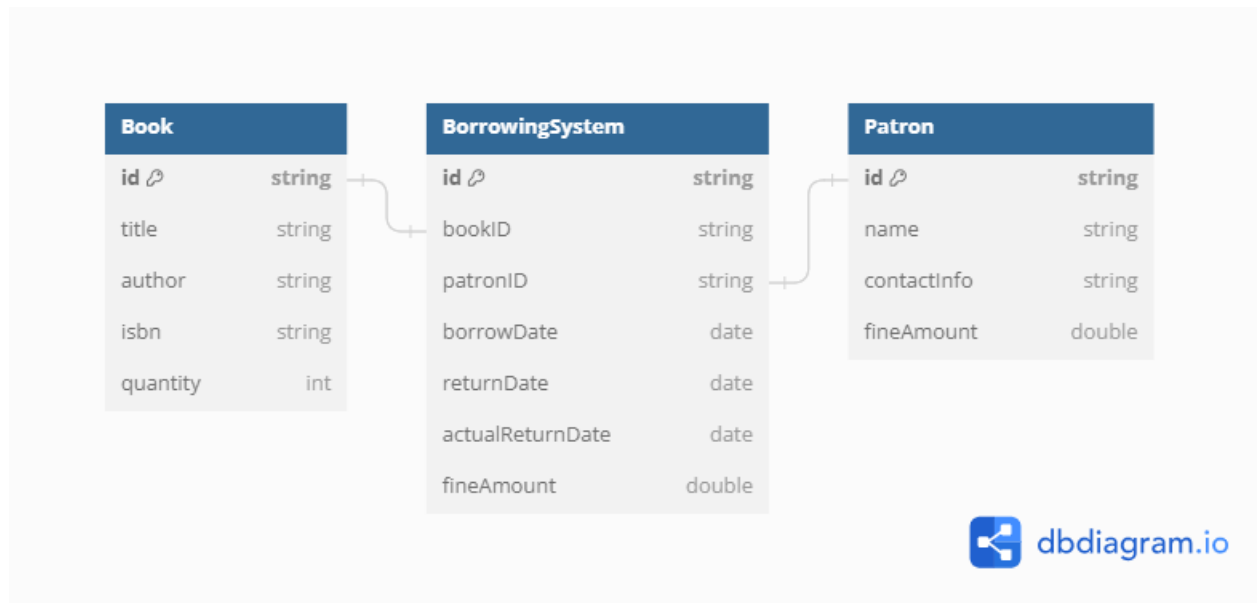 Book
id string
title string
author string
isbn string
quantity int
BorrowingSystem
id string
bookID string
patronID string
borrowDate date
returnDate date
actualReturnDate date
fineAmount double
Patron
id string
name string
contactInfo string
fineAmount double
dbdiagram.io